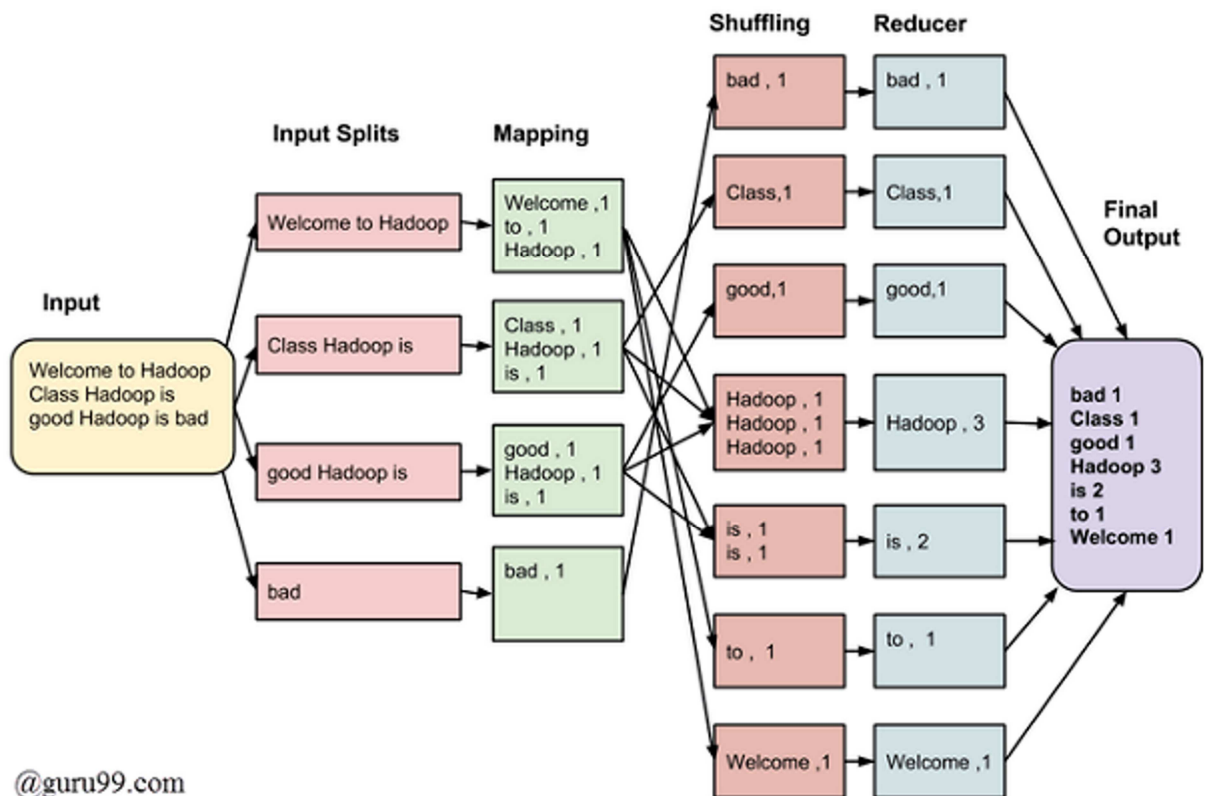 Input
Welcome to Hadoop
Class Hadoop is
good Hadoop is bad
Input Splits
Welcome to Hadoop
Class Hadoop is
good Hadoop is
bad
Mapping
Welcome ,1
to , 1
Hadoop , 1
Class , 1
Hadoop , 1
is , 1
good , 1
Hadoop , 1
is , 1
bad , 1
Shuffling
bad , 1
Class,1
good,1
Hadoop , 1
Hadoop , 1
Hadoop , 1
is , 1
is , 1
to , 1
Welcome ,1
Reducer
bad , 1
Class,1
good,1
Hadoop , 3
is , 2
to , 1
Welcome ,1
Final
Output
bad 1
Class 1
good 1
Hadoop 3
is 2
to 1
Welcome 1
@guru99.com